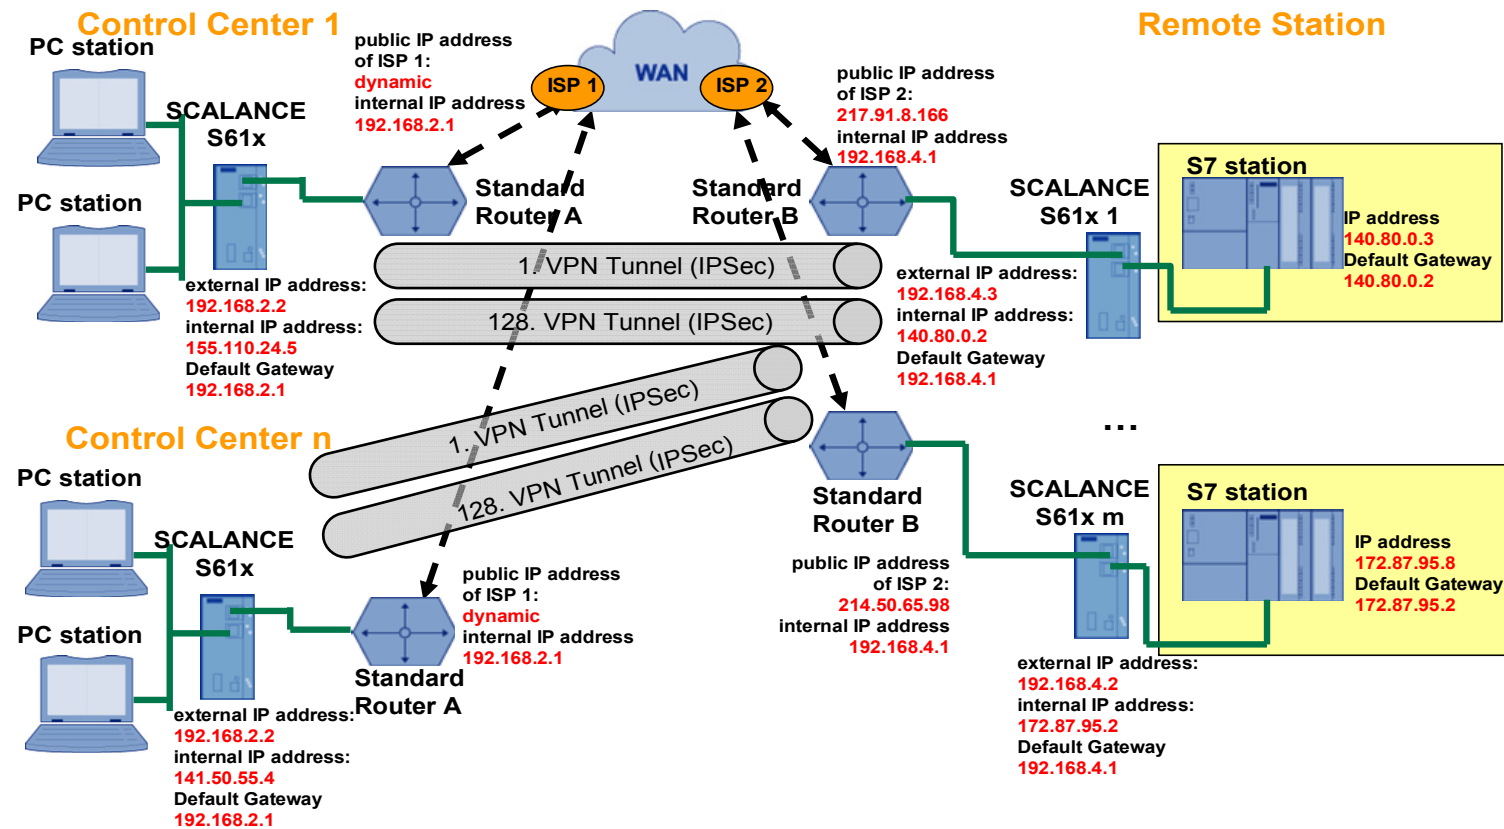 Control Center 1
Remote Station
PC station
public IP address
of ISP 1:
dynamic
internal IP address
192.168.2.1
ISP 1
WAN
ISP 2
public IP address
of ISP 2:
217.91.8.166
internal IP address
192.168.4.1
SCALANCE
S61x
Standard
Router A
Standard
Router B
SCALANCE
S61x 1
S7 station
IP address
140.80.0.3
Default Gateway
140.80.0.2
PC station
external IP address:
192.168.2.2
internal IP address:
155.110.24.5
Default Gateway
192.168.2.1
1. VPN Tunnel (IPSec)
128. VPN Tunnel (IPSec)
external IP address:
192.168.4.3
internal IP address:
140.80.0.2
Default Gateway
192.168.4.1
1. VPN Tunnel (IPSec)
128. VPN Tunnel (IPSec)
...
Control Center n
PC station
SCALANCE
S61x
PC station
public IP address
of ISP 1:
dynamic
internal IP address
192.168.2.1
Standard
Router A
external IP address:
192.168.2.2
internal IP address:
141.50.55.4
Default Gateway
192.168.2.1
Standard
Router B
public IP address
of ISP 2:
214.50.65.98
internal IP address
192.168.4.1
SCALANCE
S61x m
S7 station
IP address
172.87.95.8
Default Gateway
172.87.95.2
external IP address:
192.168.4.2
internal IP address:
172.87.95.2
Default Gateway
192.168.4.1